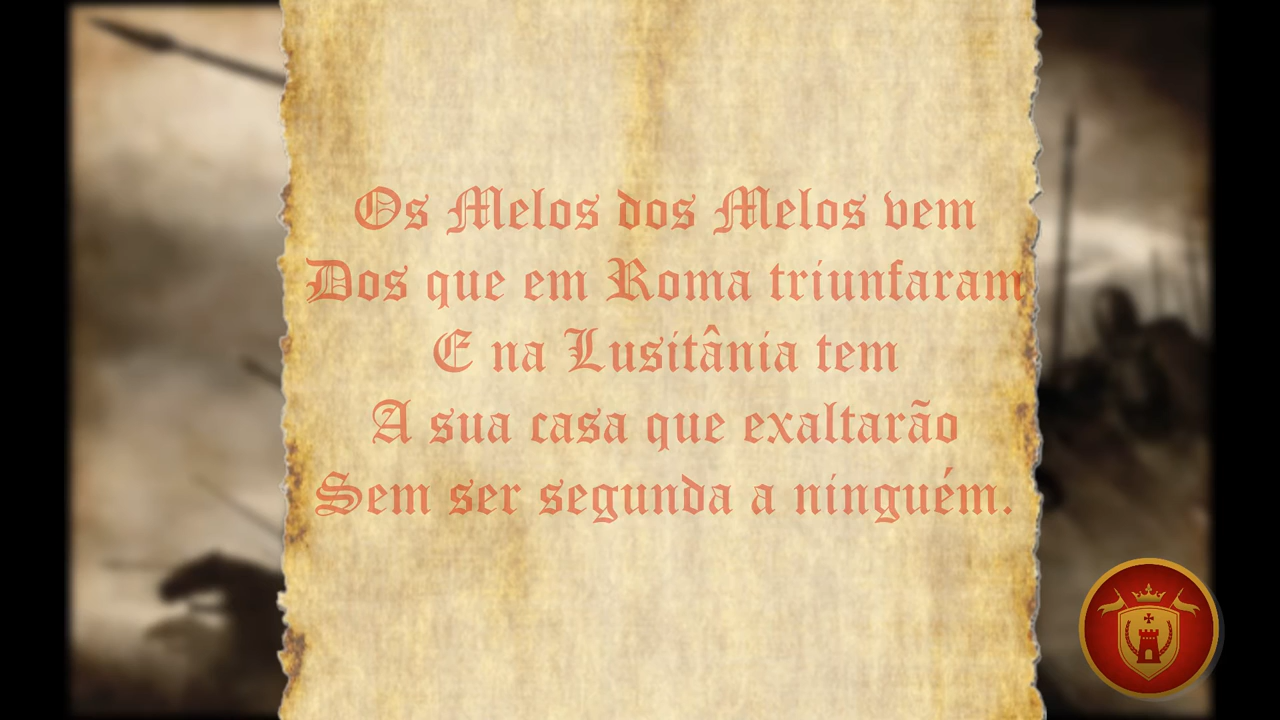 Os Melos dos Melos vem
Dos que em Roma triunfaram
E na Lusitânia tem
A sua casa que exaltarão
Sem ser segunda a ninguém.